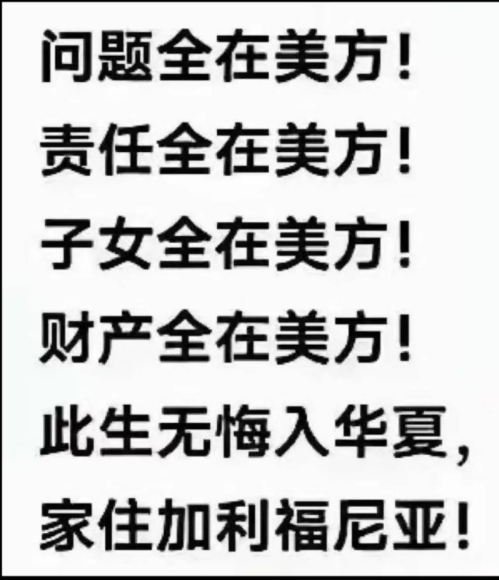 问题全在美方！
责任全在美方！
子女全在美方！
财产全在美方！
此生无悔入华夏，
家住加利福尼亚！